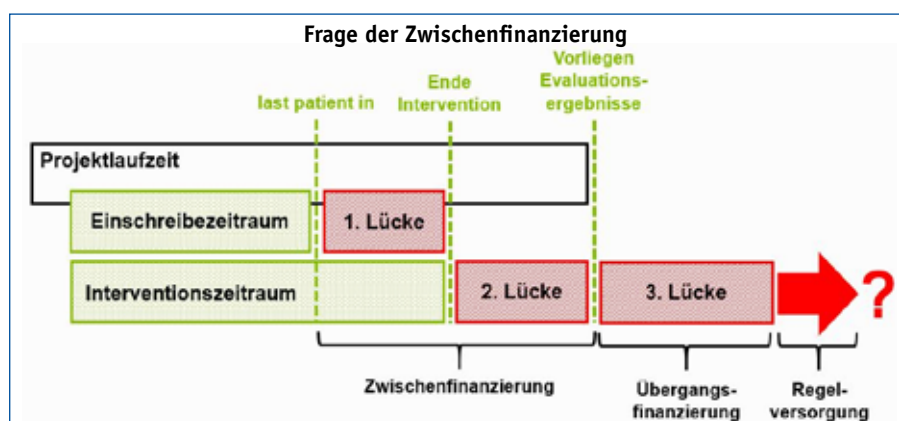 Frage der Zwischenfinanzierung
last patient in
Ende
Intervention
Vorliegen
Evaluations-
ergebnisse
Projektlaufzeit
Einschreibezeitraum
1. Lücke
Interventionszeitraum
2. Lücke
3. Lücke
?
Zwischenfinanzierung
Übergangs-
finanzierung
Regel-
versorgung